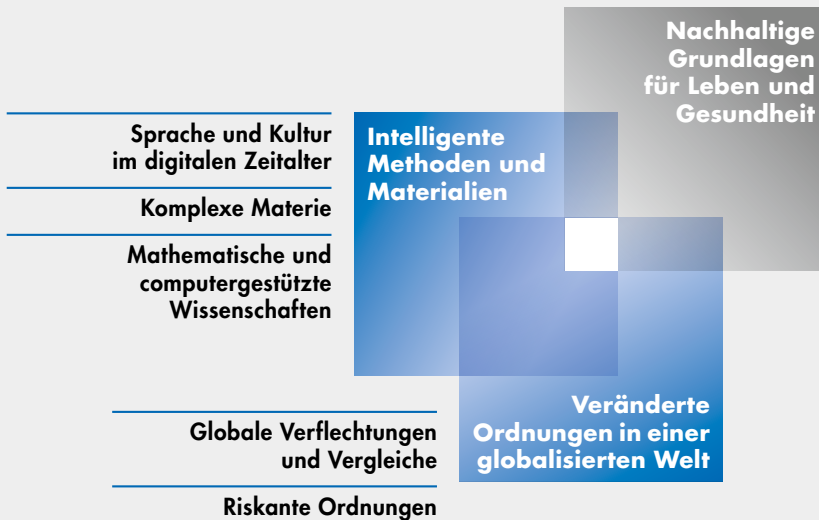 Nachhaltige
Grundlagen
für Leben und
Gesundheit
Sprache und Kultur
im digitalen Zeitalter
Komplexe Materie
Mathematische und
computergestützte
Wissenschaften
Intelligente
Methoden und
Materialien
Veränderte
Ordnungen in einer
globalisierten Welt
Globale Verflechtungen
und Vergleiche
Riskante Ordnungen